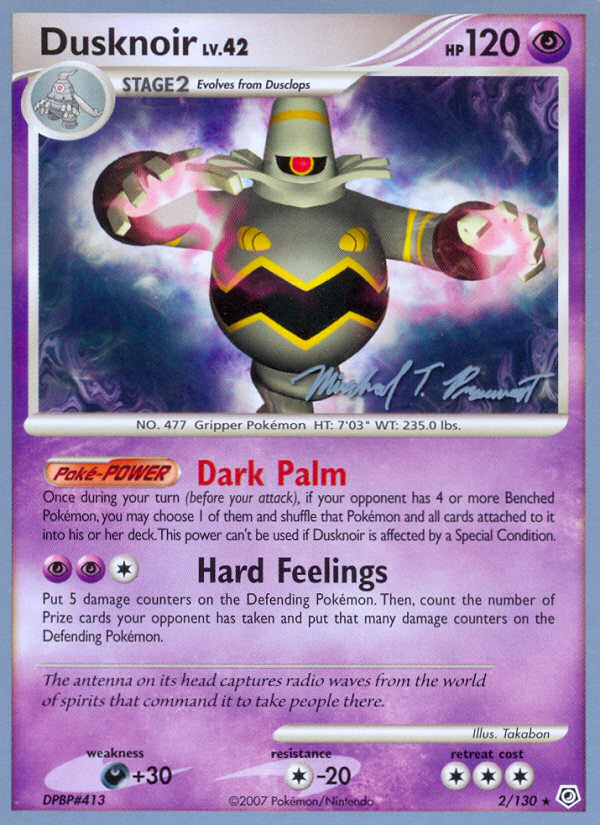 Dusknoir LV.42
HP 120
STAGE2 Evolves from Dusclops
Michael T. Pramawat
NO. 477 Gripper Pokémon HT: 7'03" WT: 235.0 lbs.
Poké-POWER Dark Palm
Once during your turn (before your attack), if your opponent has 4 or more Benched
Pokémon, you may choose 1 of them and shuffle that Pokémon and all cards attached to it
into his or her deck. This power can't be used if Dusknoir is affected by a Special Condition.
Hard Feelings
Put 5 damage counters on the Defending Pokémon. Then, count the number of
Prize cards your opponent has taken and put that many damage counters on the
Defending Pokémon.
The antenna on its head captures radio waves from the world
of spirits that command it to take people there.
Illus. Takabon
weakness resistance retreat cost
+30 -20
DPBP#413 ©2007 Pokémon/Nintendo 2/130 ★